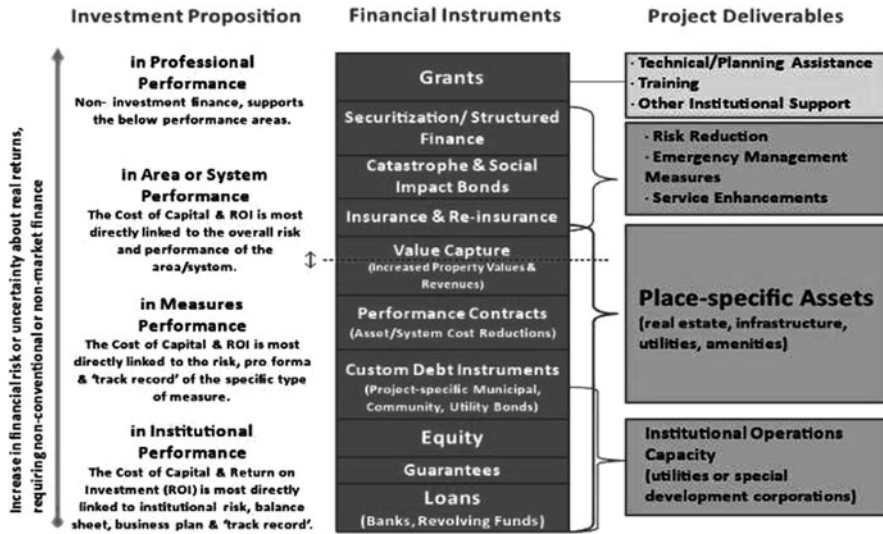 Investment Proposition
Financial Instruments
Project Deliverables
Increase in financial risk or uncertainty about real returns,
requiring non-conventional or non-market finance
in Professional
Performance
Non- investment finance, supports
the below performance areas.
in Area or System
Performance
The Cost of Capital & ROI is most
directly linked to the overall risk
and performance of the
area/system.
in Measures
Performance
The Cost of Capital & ROI is most
directly linked to the risk, pro forma
& ‘track record’ of the specific type
of measure.
in Institutional
Performance
The Cost of Capital & Return on
Investment (ROI) is most directly
linked to institutional risk, balance
sheet, business plan & ‘track record’.
Grants
Securitization/ Structured
Finance
Catastrophe & Social
Impact Bonds
Insurance & Re-insurance
Value Capture
(Increased Property Values &
Revenues)
Performance Contracts
(Asset/System Cost Reductions)
Custom Debt Instruments
(Project-specific Municipal,
Community, Utility Bonds)
Equity
Guarantees
Loans
(Banks, Revolving Funds)
· Technical/Planning Assistance
· Training
· Other Institutional Support
· Risk Reduction
· Emergency Management
Measures
· Service Enhancements
Place-specific Assets
(real estate, infrastructure,
utilities, amenities)
Institutional Operations
Capacity
(utilities or special
development corporations)